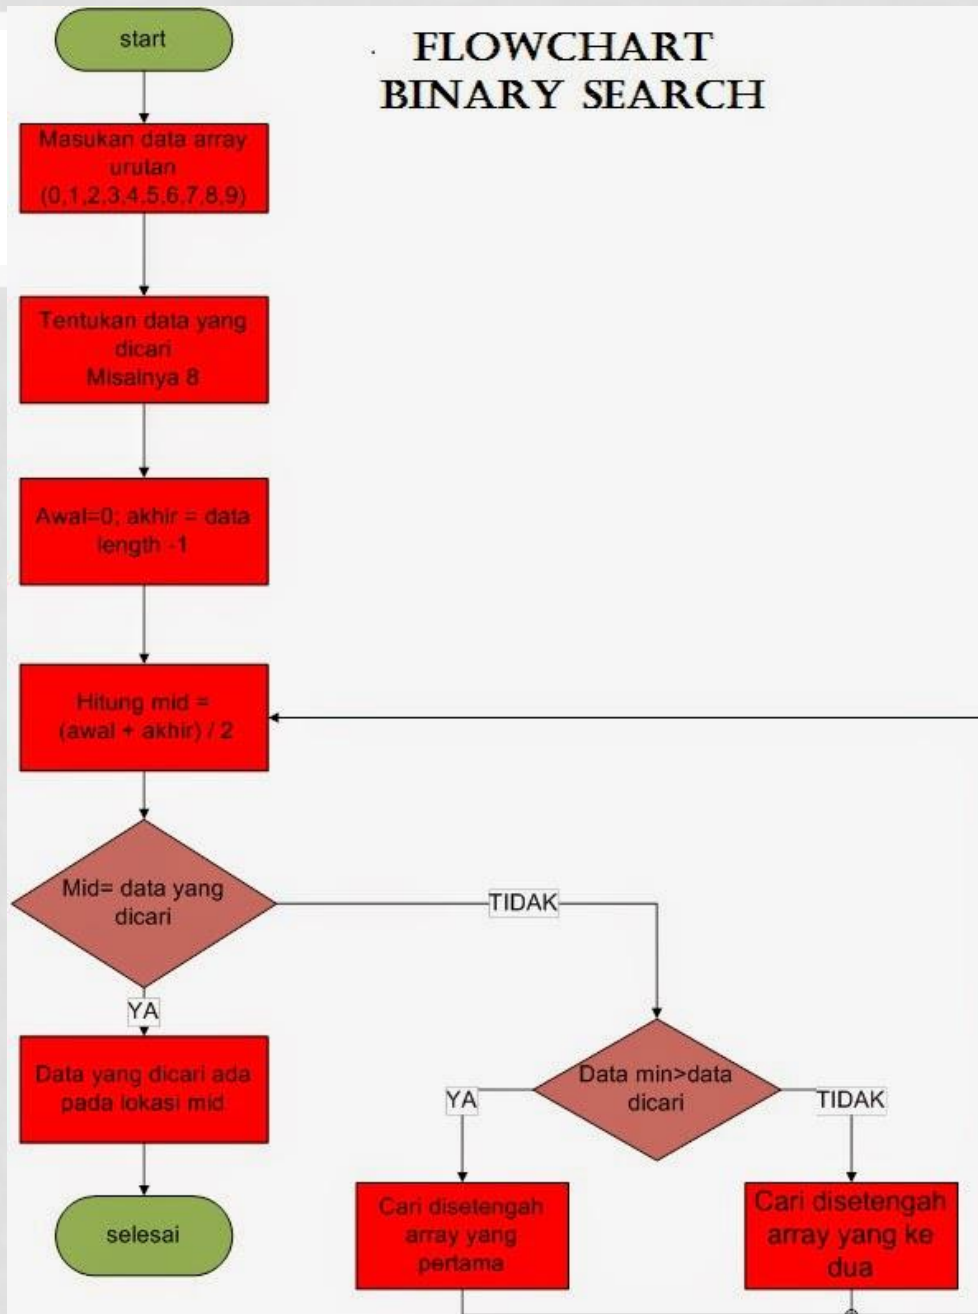 FLOWCHART
BINARY SEARCH
start
Masukan data array
urutan
(0,1,2,3,4,5,6,7,8,9)
Tentukan data yang
dicari
Misalnya 8
Awal=0; akhir = data
length -1
Hitung mid =
(awal + akhir) / 2
Mid= data yang
dicari
TIDAK
YA
Data yang dicari ada
pada lokasi mid
selesai
Data min>data
dicari
YA
TIDAK
Cari disetengah
array yang
pertama
Cari disetengah
array yang ke
dua